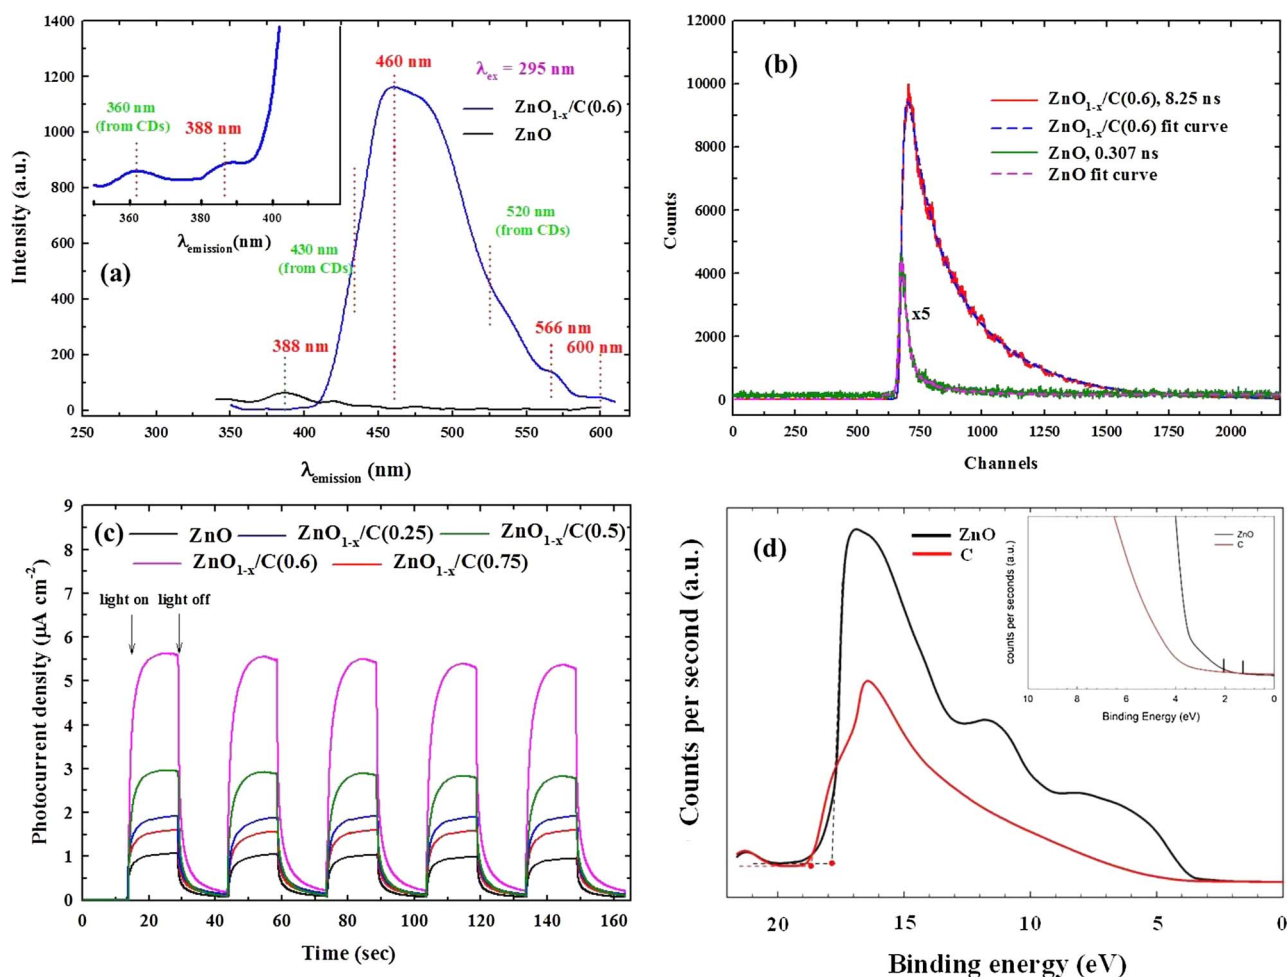 1400
1200
1000
800
600
400
200
0
Intensity (a.u.)
360 nm
(from CDs)
388 nm
360
380
400
λemission(nm)
(a)
460 nm
λex = 295 nm
ZnO1-x/C(0.6)
ZnO
430 nm
(from CDs)
520 nm
(from CDs)
388 nm
566 nm
600 nm
250 300 350 400 450 500 550 600
λemission (nm)
12000
10000
8000
6000
4000
2000
0
Counts
(b)
ZnO1-x/C(0.6), 8.25 ns
ZnO1-x/C(0.6) fit curve
ZnO, 0.307 ns
ZnO fit curve
x5
0 250 500 750 1000 1250 1500 1750 2000
Channels
9
8
7
6
5
4
3
2
1
0
Photocurrent density (μA cm-2)
(c)
ZnO
ZnO1-x/C(0.25)
ZnO1-x/C(0.5)
ZnO1-x/C(0.6)
ZnO1-x/C(0.75)
light on light off
0 20 40 60 80 100 120 140 160
Time (sec)
Counts per second (a.u.)
(d)
ZnO
C
counts per seconds (a.u.)
ZnO
C
10 8 6 4 2 0
Binding Energy (eV)
20 15 10 5 0
Binding energy (eV)